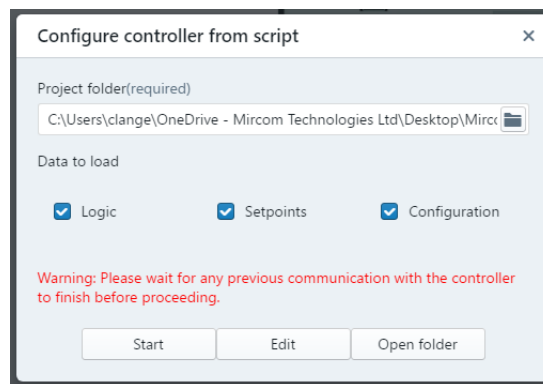 Configure controller from script
Project folder(required)
C:\Users\clange\OneDrive - Mircom Technologies Ltd\Desktop\Mircc
Data to load
Logic Setpoints Configuration
Warning: Please wait for any previous communication with the controller
to finish before proceeding.
Start Edit Open folder